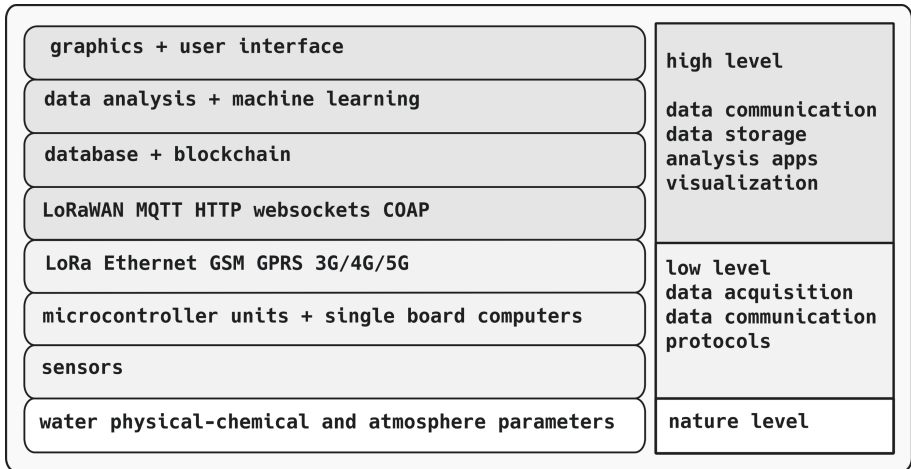 graphics + user interface
data analysis + machine learning
database + blockchain
LoRaWAN MQTT HTTP websockets COAP
LoRa Ethernet GSM GPRS 3G/4G/5G
microcontroller units + single board computers
sensors
water physical-chemical and atmosphere parameters
high level
data communication
data storage
analysis apps
visualization
low level
data acquisition
data communication
protocols
nature level